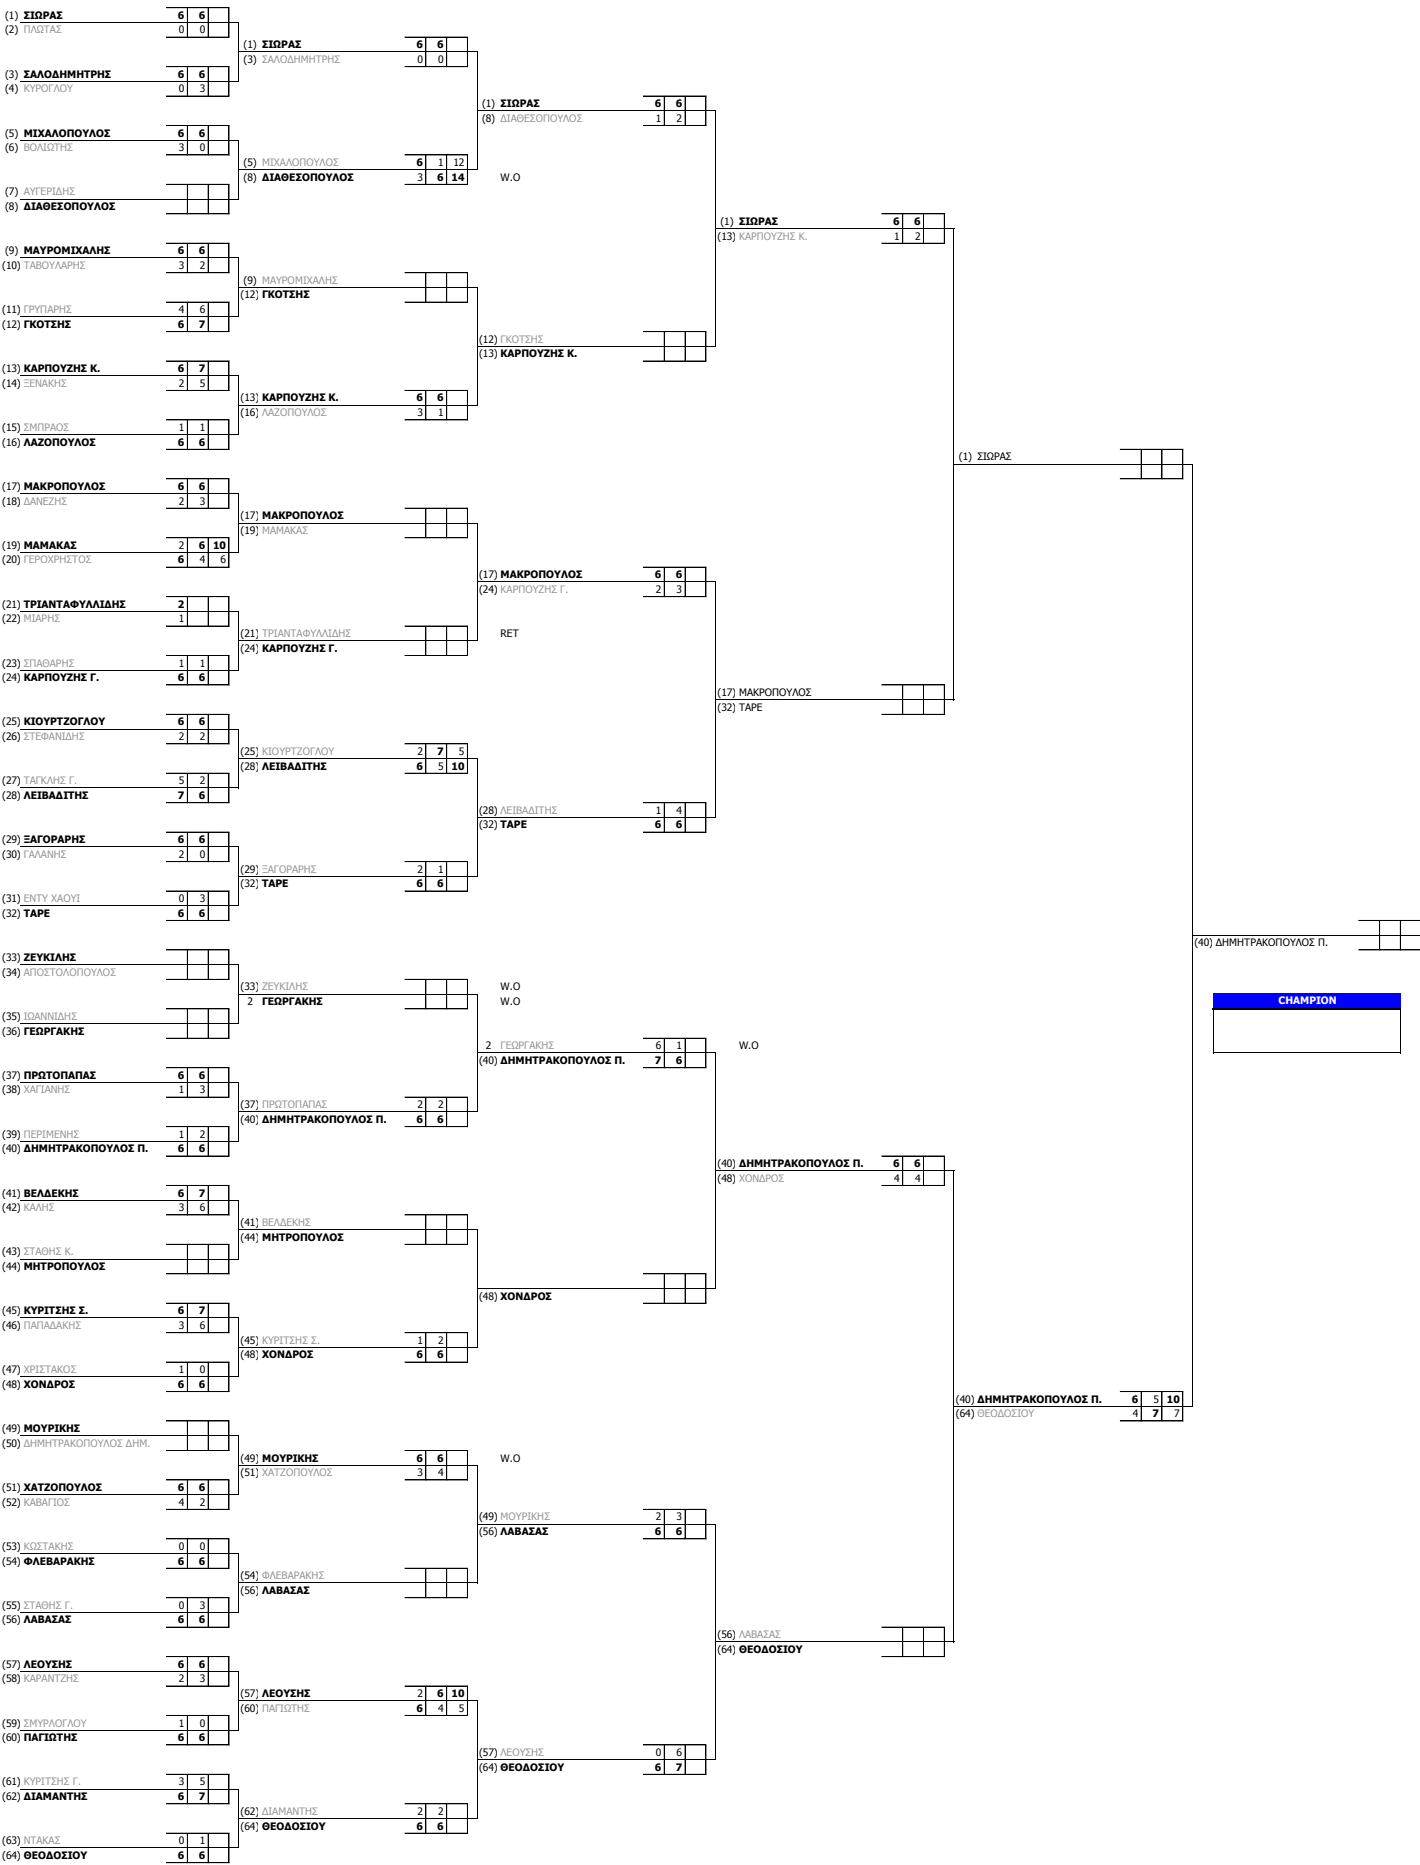 (1) ΣΙΩΡΑΣ 6 6
(2) ΠΛΩΤΑΣ 0 0
(3) ΣΑΛΟΔΗΜΗΤΡΗΣ 6 6
(4) ΚΥΡΟΓΛΟΥ 0 3
(5) ΜΙΧΑΛΟΠΟΥΛΟΣ 6 6
(6) ΒΟΛΙΩΤΗΣ 3 0
(7) ΑΥΓΕΡΙΔΗΣ
(8) ΔΙΑΘΕΣΟΠΟΥΛΟΣ
(9) ΜΑΥΡΟΜΙΧΑΛΗΣ 6 6
(10) ΤΑΒΟΥΛΑΡΗΣ 3 2
(11) ΓΡΥΠΑΡΗΣ 4 6
(12) ΓΚΟΤΣΗΣ 6 7
(13) ΚΑΡΠΟΥΖΗΣ Κ. 6 7
(14) ΞΕΝΑΚΗΣ 2 5
(15) ΣΜΠΡΑΟΣ 1 1
(16) ΛΑΖΟΠΟΥΛΟΣ 6 6
(17) ΜΑΚΡΟΠΟΥΛΟΣ 6 6
(18) ΔΑΝΕΖΗΣ 2 3
(19) ΜΑΜΑΚΑΣ 2 6 10
(20) ΓΕΡΟΧΡΗΣΤΟΣ 6 4 6
(21) ΤΡΙΑΝΤΑΦΥΛΛΙΔΗΣ 2
(22) ΜΙΑΡΗΣ 1
(23) ΣΠΑΘΑΡΗΣ 1 1
(24) ΚΑΡΠΟΥΖΗΣ Γ. 6 6
(25) ΚΙΟΥΡΤΖΟΓΛΟΥ 6 6
(26) ΣΤΕΦΑΝΙΔΗΣ 2 2
(27) ΤΑΓΚΛΗΣ Γ. 5 2
(28) ΛΕΙΒΑΔΙΤΗΣ 7 6
(29) ΞΑΓΟΡΑΡΗΣ 6 6
(30) ΓΑΛΑΝΗΣ 2 0
(31) ΕΝΤΥ ΧΑΟΥΙ 0 3
(32) ΤΑΡΕ 6 6
(33) ΖΕΥΚΙΛΗΣ
(34) ΑΠΟΣΤΟΛΟΠΟΥΛΟΣ
(35) ΙΩΑΝΝΙΔΗΣ
(36) ΓΕΩΡΓΑΚΗΣ
(37) ΠΡΩΤΟΠΑΠΑΣ 6 6
(38) ΧΑΓΙΑΝΗΣ 1 3
(39) ΠΕΡΙΜΕΝΗΣ 1 2
(40) ΔΗΜΗΤΡΑΚΟΠΟΥΛΟΣ Π. 6 6
(41) ΒΕΛΔΕΚΗΣ 6 7
(42) ΚΑΛΗΣ 3 6
(43) ΣΤΑΘΗΣ Κ.
(44) ΜΗΤΡΟΠΟΥΛΟΣ
(45) ΚΥΡΙΤΣΗΣ Σ. 6 7
(46) ΠΑΠΑΔΑΚΗΣ 3 6
(47) ΧΡΙΣΤΑΚΟΣ 1 0
(48) ΧΟΝΔΡΟΣ 6 6
(49) ΜΟΥΡΙΚΗΣ
(50) ΔΗΜΗΤΡΑΚΟΠΟΥΛΟΣ ΔΗΜ.
(51) ΧΑΤΖΟΠΟΥΛΟΣ 6 6
(52) ΚΑΒΑΓΙΟΣ 4 2
(53) ΚΩΣΤΑΚΗΣ 0 0
(54) ΦΛΕΒΑΡΑΚΗΣ 6 6
(55) ΣΤΑΘΗΣ Γ. 0 3
(56) ΛΑΒΑΣΑΣ 6 6
(57) ΛΕΟΥΣΗΣ 6 6
(58) ΚΑΡΑΝΤΖΗΣ 2 3
(59) ΣΜΥΡΛΟΓΛΟΥ 1 0
(60) ΠΑΓΙΩΤΗΣ 6 6
(61) ΚΥΡΙΤΣΗΣ Γ. 3 5
(62) ΔΙΑΜΑΝΤΗΣ 6 7
(63) ΝΤΑΚΑΣ 0 1
(64) ΘΕΟΔΟΣΙΟΥ 6 6
(1) ΣΙΩΡΑΣ 6 6
(3) ΣΑΛΟΔΗΜΗΤΡΗΣ 0 0
(5) ΜΙΧΑΛΟΠΟΥΛΟΣ 6 1 12
(8) ΔΙΑΘΕΣΟΠΟΥΛΟΣ 3 6 14
(9) ΜΑΥΡΟΜΙΧΑΛΗΣ
(12) ΓΚΟΤΣΗΣ
(13) ΚΑΡΠΟΥΖΗΣ Κ. 6 6
(16) ΛΑΖΟΠΟΥΛΟΣ 3 1
(17) ΜΑΚΡΟΠΟΥΛΟΣ
(19) ΜΑΜΑΚΑΣ
(21) ΤΡΙΑΝΤΑΦΥΛΛΙΔΗΣ
(24) ΚΑΡΠΟΥΖΗΣ Γ.
(25) ΚΙΟΥΡΤΖΟΓΛΟΥ 2 7 5
(28) ΛΕΙΒΑΔΙΤΗΣ 6 5 10
(29) ΞΑΓΟΡΑΡΗΣ 2 1
(32) ΤΑΡΕ 6 6
(33) ΖΕΥΚΙΛΗΣ
2 ΓΕΩΡΓΑΚΗΣ
(37) ΠΡΩΤΟΠΑΠΑΣ 2 2
(40) ΔΗΜΗΤΡΑΚΟΠΟΥΛΟΣ Π. 6 6
(41) ΒΕΛΔΕΚΗΣ
(44) ΜΗΤΡΟΠΟΥΛΟΣ
(45) ΚΥΡΙΤΣΗΣ Σ. 1 2
(48) ΧΟΝΔΡΟΣ 6 6
(49) ΜΟΥΡΙΚΗΣ 6 6
(51) ΧΑΤΖΟΠΟΥΛΟΣ 3 4
(54) ΦΛΕΒΑΡΑΚΗΣ
(56) ΛΑΒΑΣΑΣ
(57) ΛΕΟΥΣΗΣ 2 6 10
(60) ΠΑΓΙΩΤΗΣ 6 4 5
(62) ΔΙΑΜΑΝΤΗΣ 2 2
(64) ΘΕΟΔΟΣΙΟΥ 6 6
(1) ΣΙΩΡΑΣ 6 6
(8) ΔΙΑΘΕΣΟΠΟΥΛΟΣ 1 2
W.O
(12) ΓΚΟΤΣΗΣ
(13) ΚΑΡΠΟΥΖΗΣ Κ.
(17) ΜΑΚΡΟΠΟΥΛΟΣ 6 6
(24) ΚΑΡΠΟΥΖΗΣ Γ. 2 3
RET
(28) ΛΕΙΒΑΔΙΤΗΣ 1 4
(32) ΤΑΡΕ 6 6
W.O
W.O
2 ΓΕΩΡΓΑΚΗΣ 6 1
(40) ΔΗΜΗΤΡΑΚΟΠΟΥΛΟΣ Π. 7 6
(48) ΧΟΝΔΡΟΣ
W.O
(49) ΜΟΥΡΙΚΗΣ 2 3
(56) ΛΑΒΑΣΑΣ 6 6
(57) ΛΕΟΥΣΗΣ 0 6
(64) ΘΕΟΔΟΣΙΟΥ 6 7
(1) ΣΙΩΡΑΣ 6 6
(13) ΚΑΡΠΟΥΖΗΣ Κ. 1 2
(17) ΜΑΚΡΟΠΟΥΛΟΣ
(32) ΤΑΡΕ
W.O
(40) ΔΗΜΗΤΡΑΚΟΠΟΥΛΟΣ Π. 6 6
(48) ΧΟΝΔΡΟΣ 4 4
(56) ΛΑΒΑΣΑΣ
(64) ΘΕΟΔΟΣΙΟΥ
(1) ΣΙΩΡΑΣ
(40) ΔΗΜΗΤΡΑΚΟΠΟΥΛΟΣ Π. 6 5 10
(64) ΘΕΟΔΟΣΙΟΥ 4 7 7
(40) ΔΗΜΗΤΡΑΚΟΠΟΥΛΟΣ Π.
CHAMPION